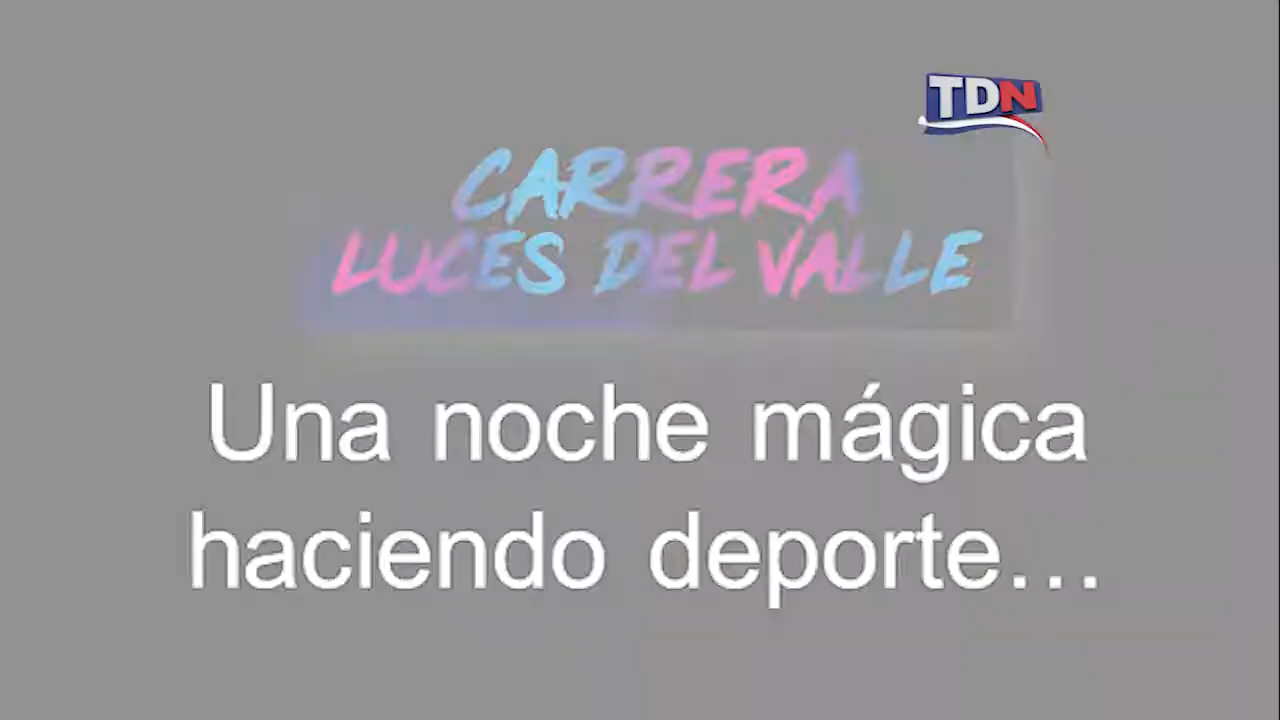 TDN
CARRERA
LUCES DEL VALLE
Una noche mágica
haciendo deporte...